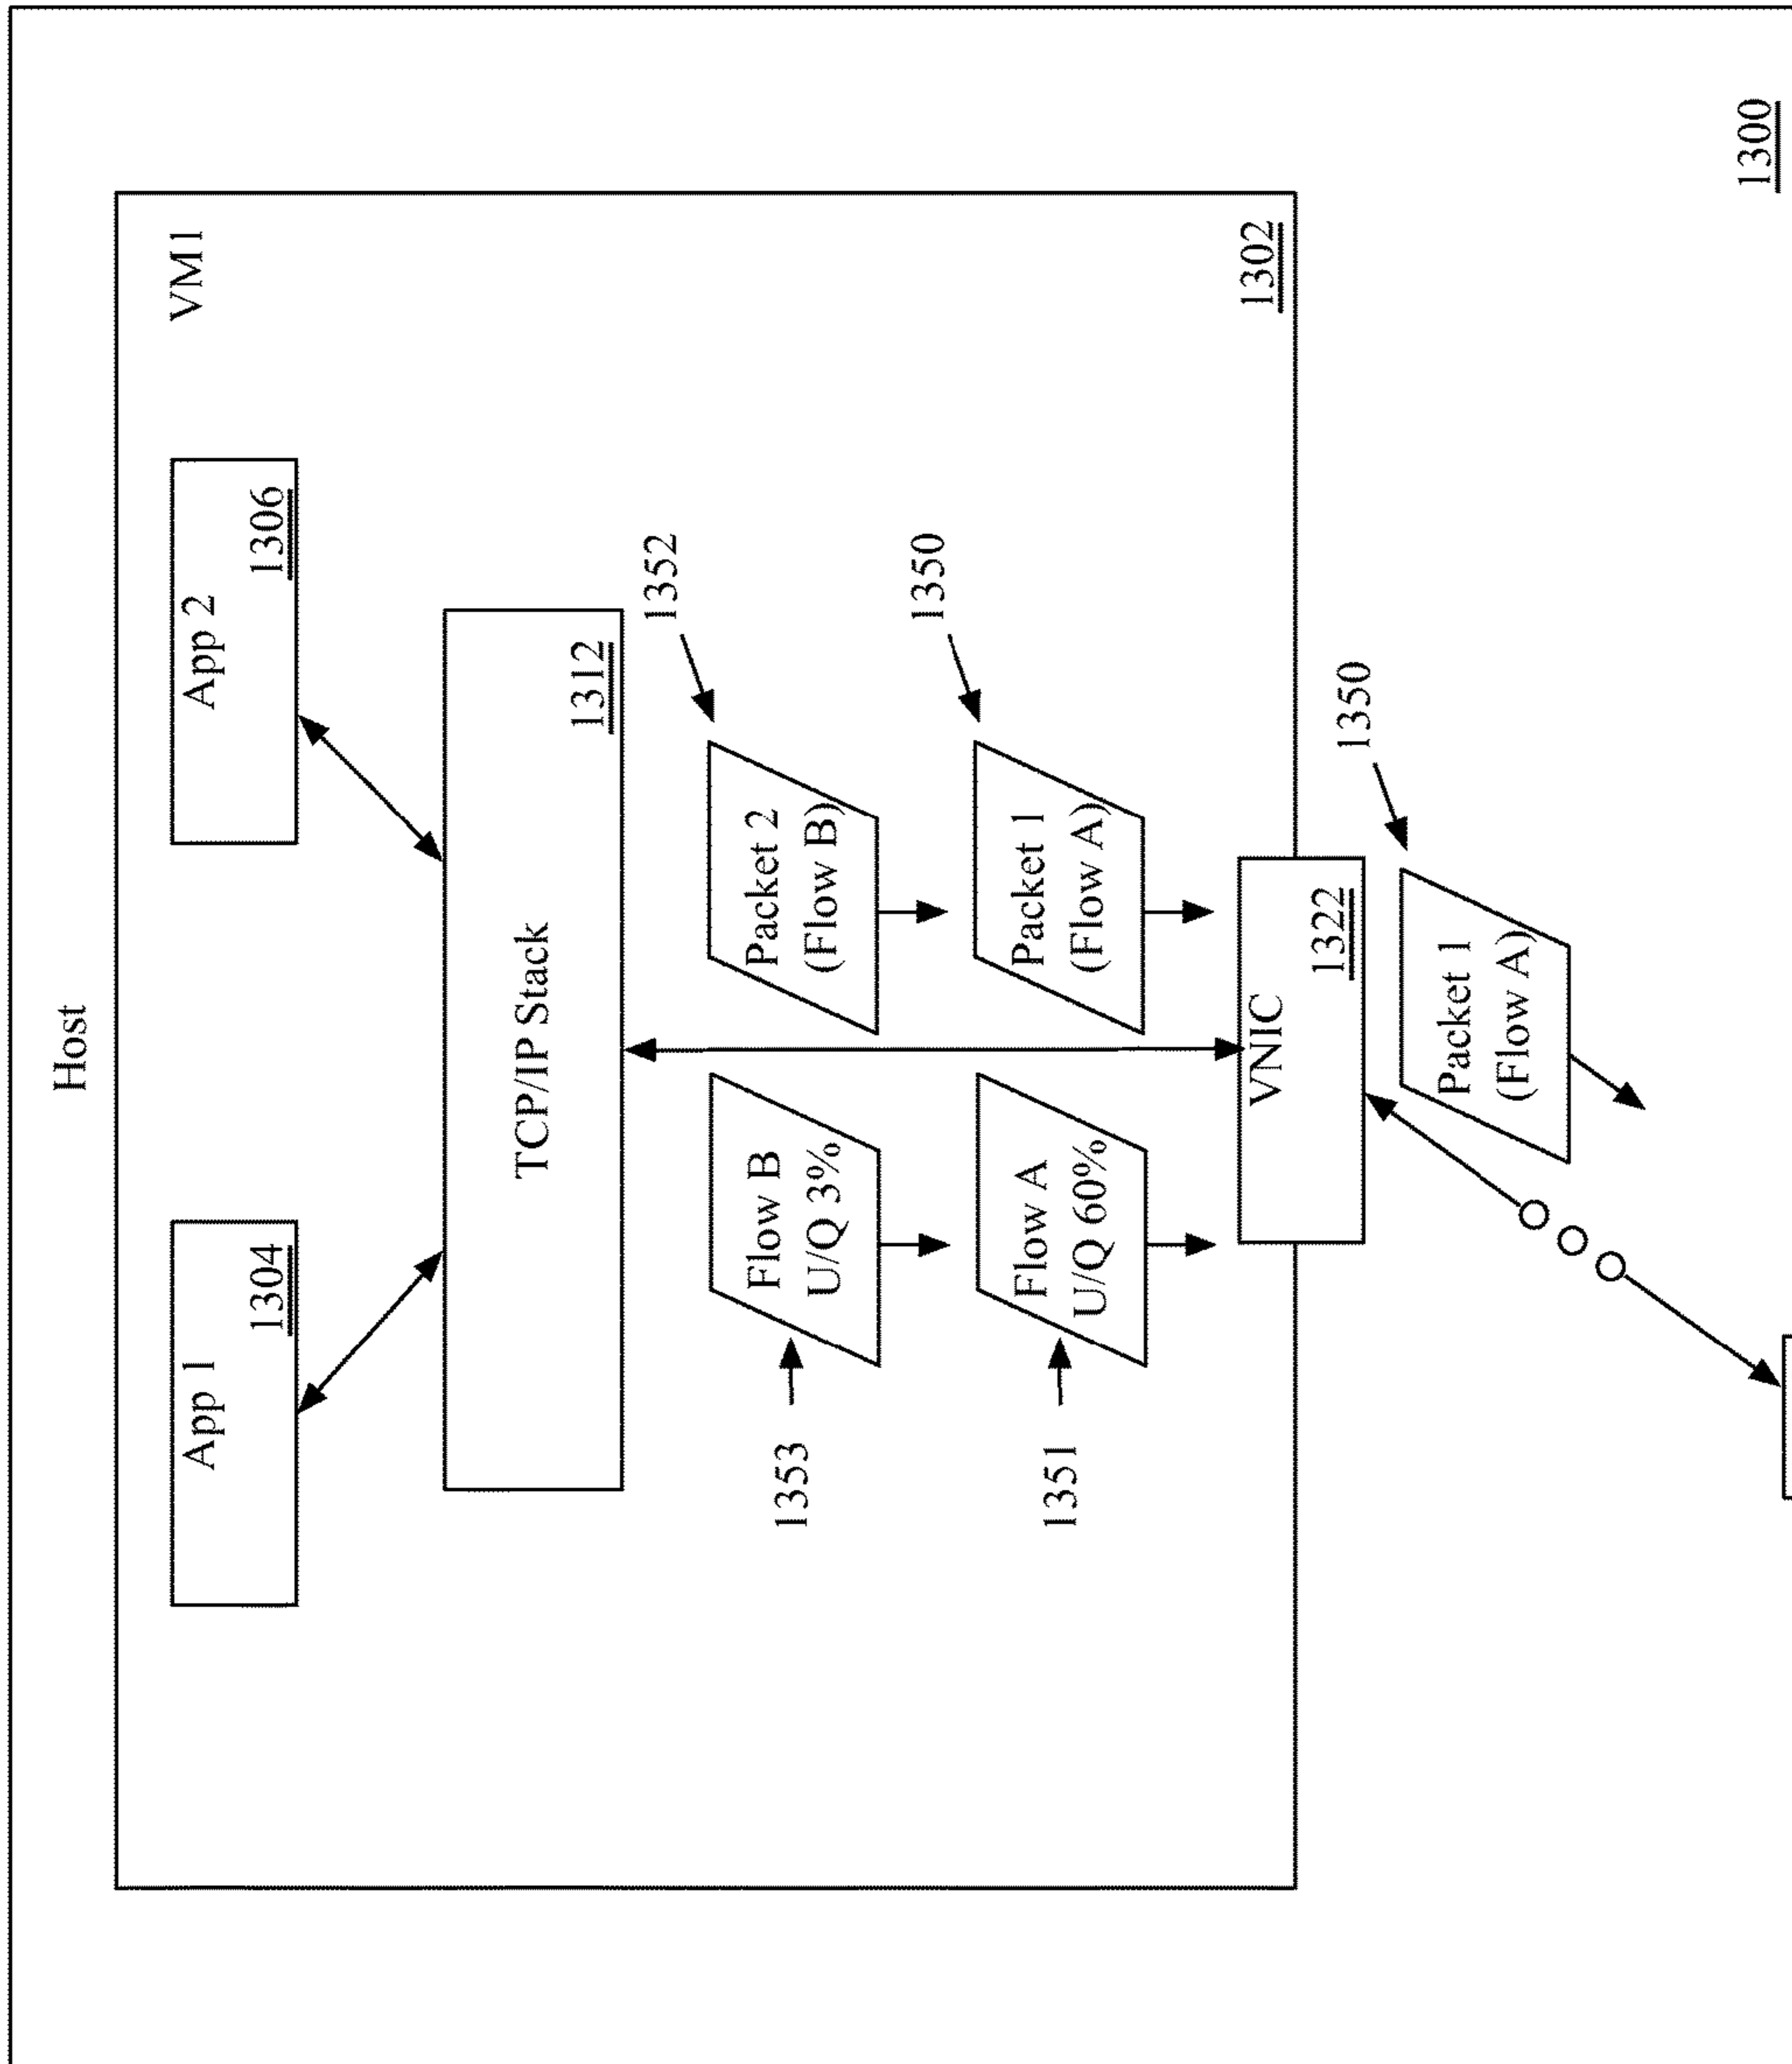 Host
VM1
App 1
1304
App 2
1306
TCP/IP Stack
1312
1353
Flow B
U/Q 3%
Packet 2
(Flow B)
1352
1351
Flow A
U/Q 60%
Packet 1
(Flow A)
1350
VNIC
1322
1302
Packet 1
(Flow A)
1350
1300